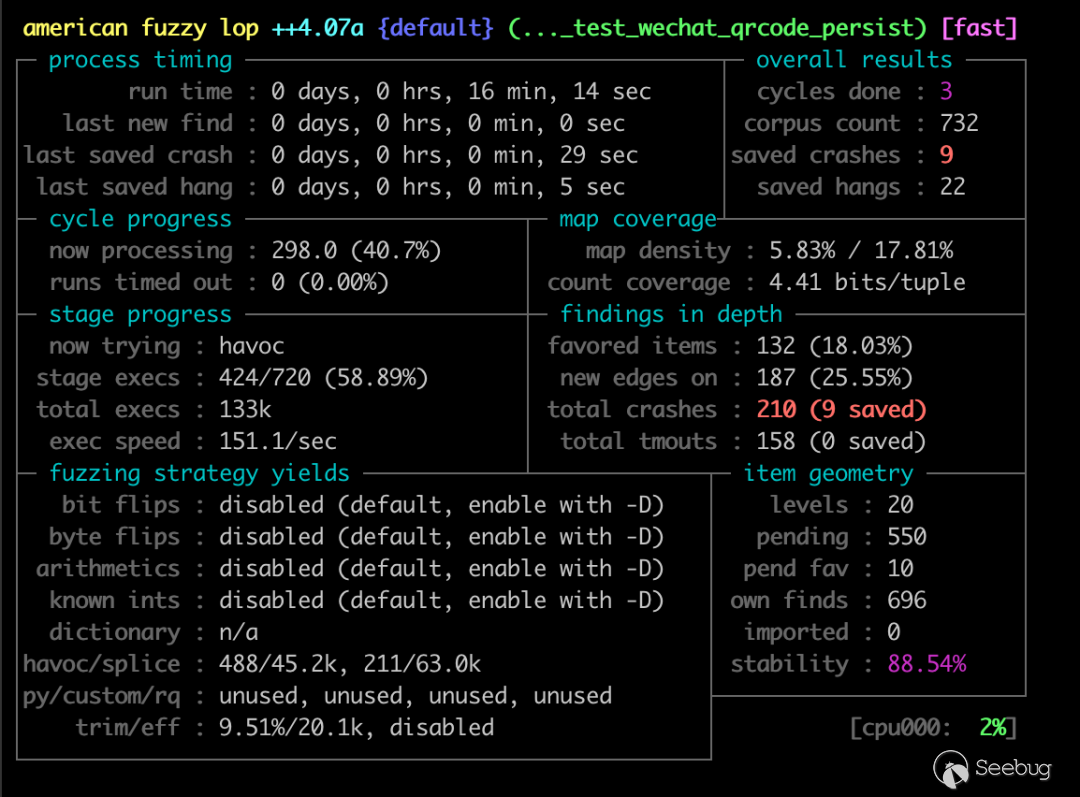 american fuzzy lop ++4.07a {default} (..._test_wechat_qrcode_persist) [fast]
process timing overall results
run time : 0 days, 0 hrs, 16 min, 14 sec cycles done : 3
last new find : 0 days, 0 hrs, 0 min, 0 sec corpus count : 732
last saved crash : 0 days, 0 hrs, 0 min, 29 sec saved crashes : 9
last saved hang : 0 days, 0 hrs, 0 min, 5 sec saved hangs : 22
cycle progress map coverage
now processing : 298.0 (40.7%) map density : 5.83% / 17.81%
runs timed out : 0 (0.00%) count coverage : 4.41 bits/tuple
stage progress findings in depth
now trying : havoc favored items : 132 (18.03%)
stage execs : 424/720 (58.89%) new edges on : 187 (25.55%)
total execs : 133k total crashes : 210 (9 saved)
exec speed : 151.1/sec total tmouts : 158 (0 saved)
fuzzing strategy yields item geometry
bit flips : disabled (default, enable with -D) levels : 20
byte flips : disabled (default, enable with -D) pending : 550
arithmetics : disabled (default, enable with -D) pend fav : 10
known ints : disabled (default, enable with -D) own finds : 696
dictionary : n/a imported : 0
havoc/splice : 488/45.2k, 211/63.0k stability : 88.54%
py/custom/rq : unused, unused, unused, unused
trim/eff : 9.51%/20.1k, disabled [cpu000: 2%]
Seebug